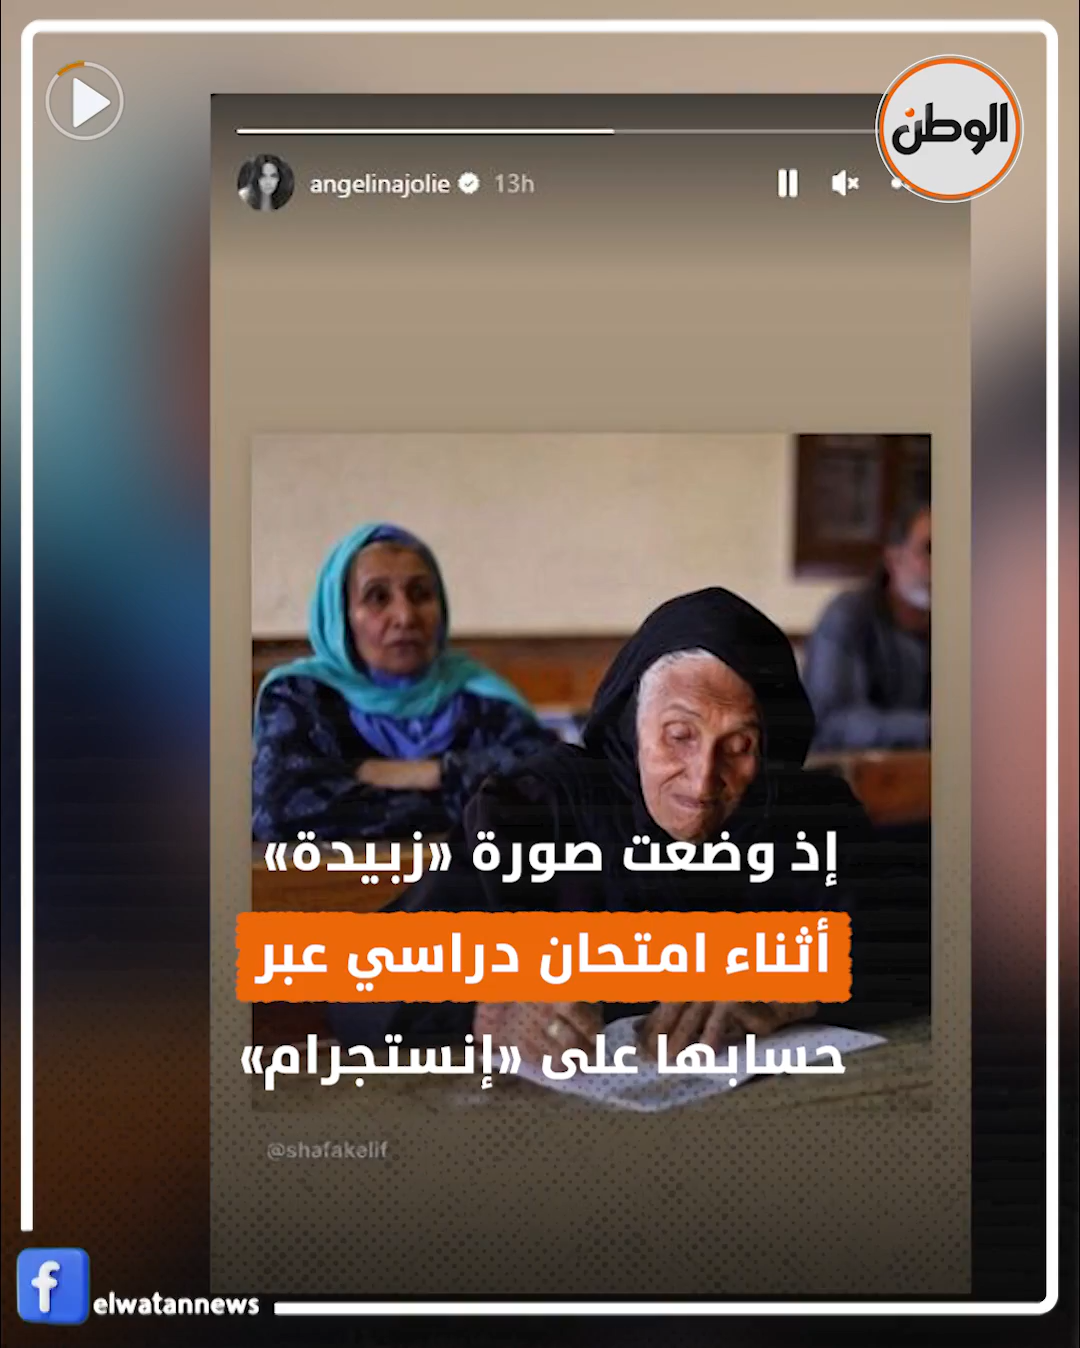 الوطن
angelinajolie 13h
إذ وضعت صورة «زبيدة»
أثناء امتحان دراسي عبر
حسابها على «إنستجرام»
@shafakelif
elwatannews